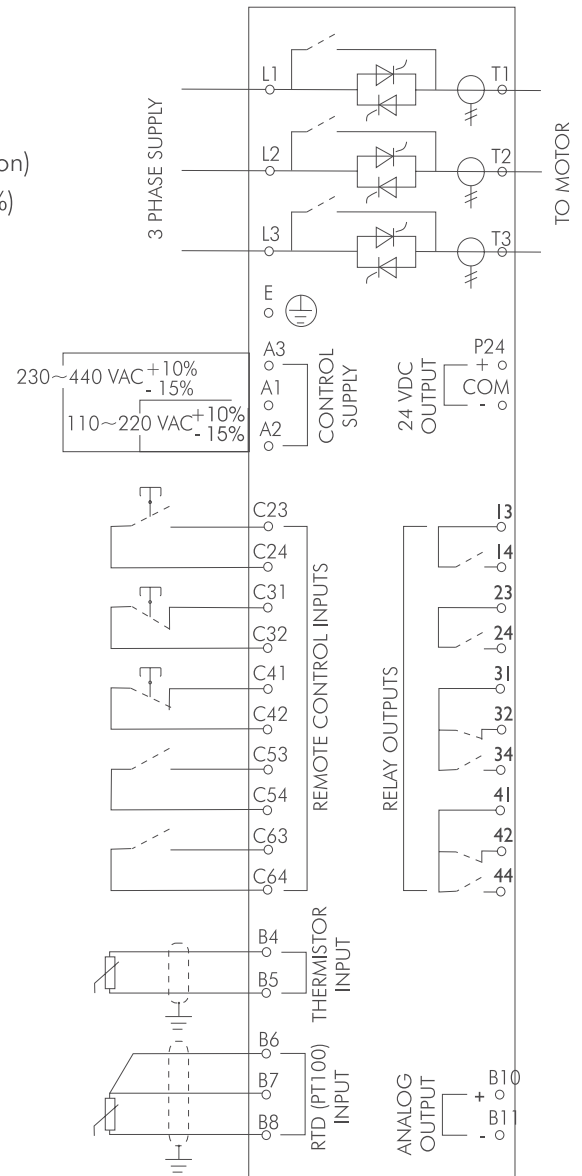 on)
%)
3 PHASE SUPPLY
L1
T1
L2
T2
L3
T3
TO MOTOR
E
A3
230~440 VAC +10%
- 15%
A1
110~220 VAC +10%
- 15%
A2
CONTROL
SUPPLY
24 VDC
OUTPUT
P24
+
COM
-
C23
C24
C31
C32
C41
C42
C53
C54
C63
C64
REMOTE CONTROL INPUTS
RELAY OUTPUTS
13
14
23
24
31
32
34
41
42
44
B4
B5
THERMISTOR
INPUT
B6
B7
B8
RTD (PT100)
INPUT
ANALOG
OUTPUT
B10
+
B11
-